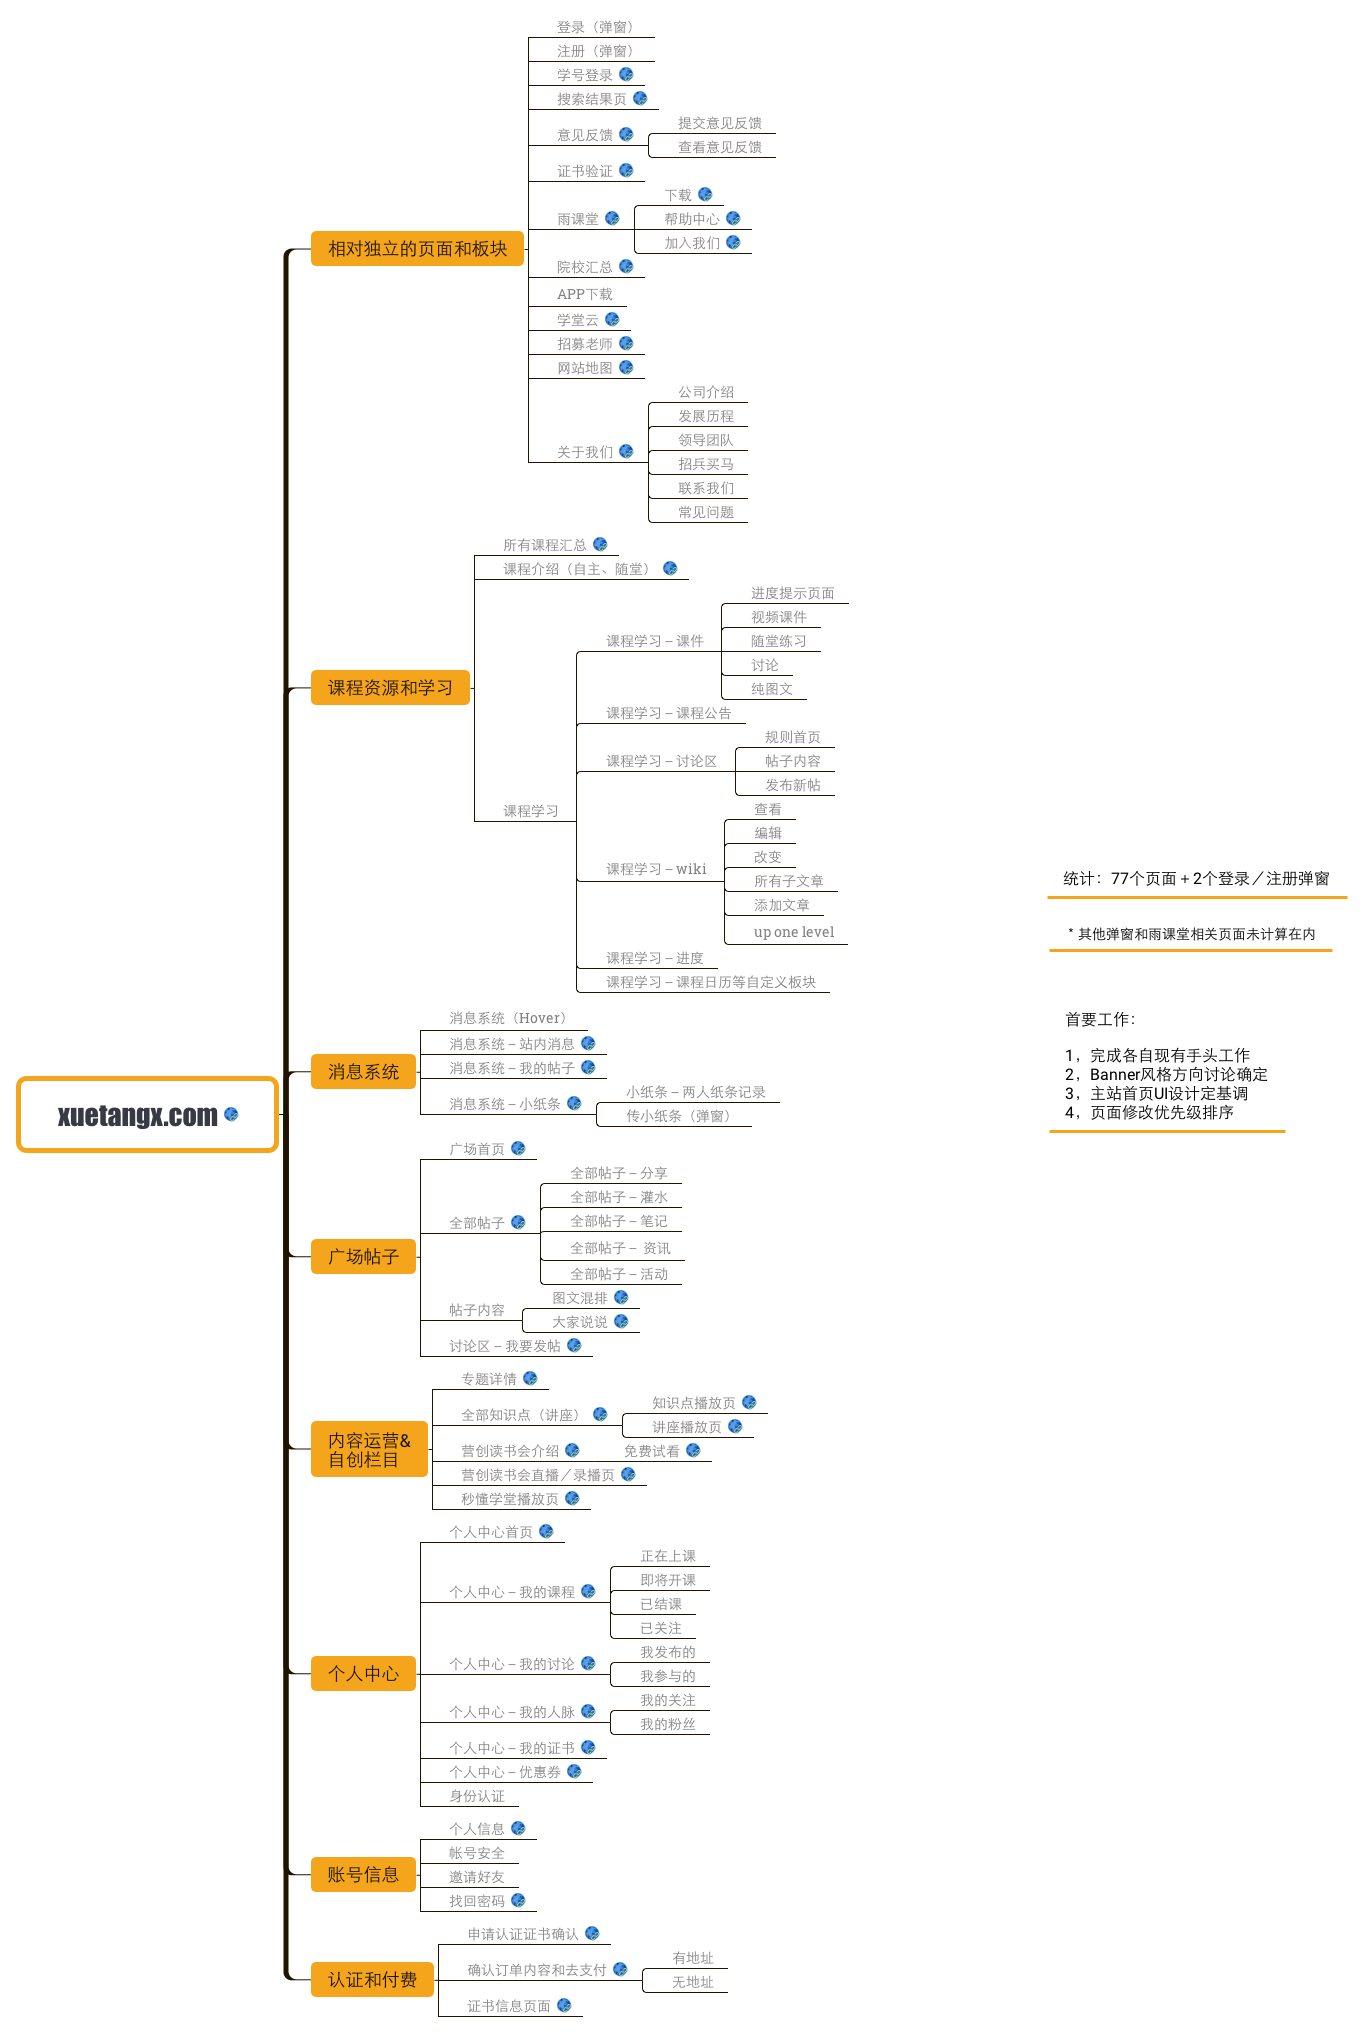 xuetangx.com
相对独立的页面和板块
登录（弹窗）
注册（弹窗）
学号登录
搜索结果页
意见反馈
提交意见反馈
查看意见反馈
证书验证
雨课堂
下载
帮助中心
加入我们
院校汇总
APP下载
学堂云
招募老师
网站地图
关于我们
公司介绍
发展历程
领导团队
招兵买马
联系我们
常见问题
课程资源和学习
所有课程汇总
课程介绍（自主、随堂）
课程学习
课程学习 – 课件
进度提示页面
视频课件
随堂练习
讨论
纯图文
课程学习 – 课程公告
课程学习 – 讨论区
规则首页
帖子内容
发布新帖
课程学习 – wiki
查看
编辑
改变
所有子文章
添加文章
up one level
课程学习 – 进度
课程学习 – 课程日历等自定义板块
消息系统
消息系统（Hover）
消息系统 – 站内消息
消息系统 – 我的帖子
消息系统 – 小纸条
小纸条 – 两人纸条记录
传小纸条（弹窗）
广场帖子
广场首页
全部帖子
全部帖子 – 分享
全部帖子 – 灌水
全部帖子 – 笔记
全部帖子 – 资讯
全部帖子 – 活动
帖子内容
图文混排
大家说说
讨论区 – 我要发帖
内容运营&
自创栏目
专题详情
全部知识点（讲座）
知识点播放页
讲座播放页
营创读书会介绍
免费试看
营创读书会直播／录播页
秒懂学堂播放页
个人中心
个人中心首页
个人中心 – 我的课程
正在上课
即将开课
已结课
已关注
个人中心 – 我的讨论
我发布的
我参与的
个人中心 – 我的人脉
我的关注
我的粉丝
个人中心 – 我的证书
个人中心 – 优惠券
身份认证
账号信息
个人信息
帐号安全
邀请好友
找回密码
认证和付费
申请认证证书确认
确认订单内容和去支付
有地址
无地址
证书信息页面
统计：77个页面＋2个登录／注册弹窗
* 其他弹窗和雨课堂相关页面未计算在内
首要工作：
1，完成各自现有手头工作
2，Banner风格方向讨论确定
3，主站首页UI设计定基调
4，页面修改优先级排序